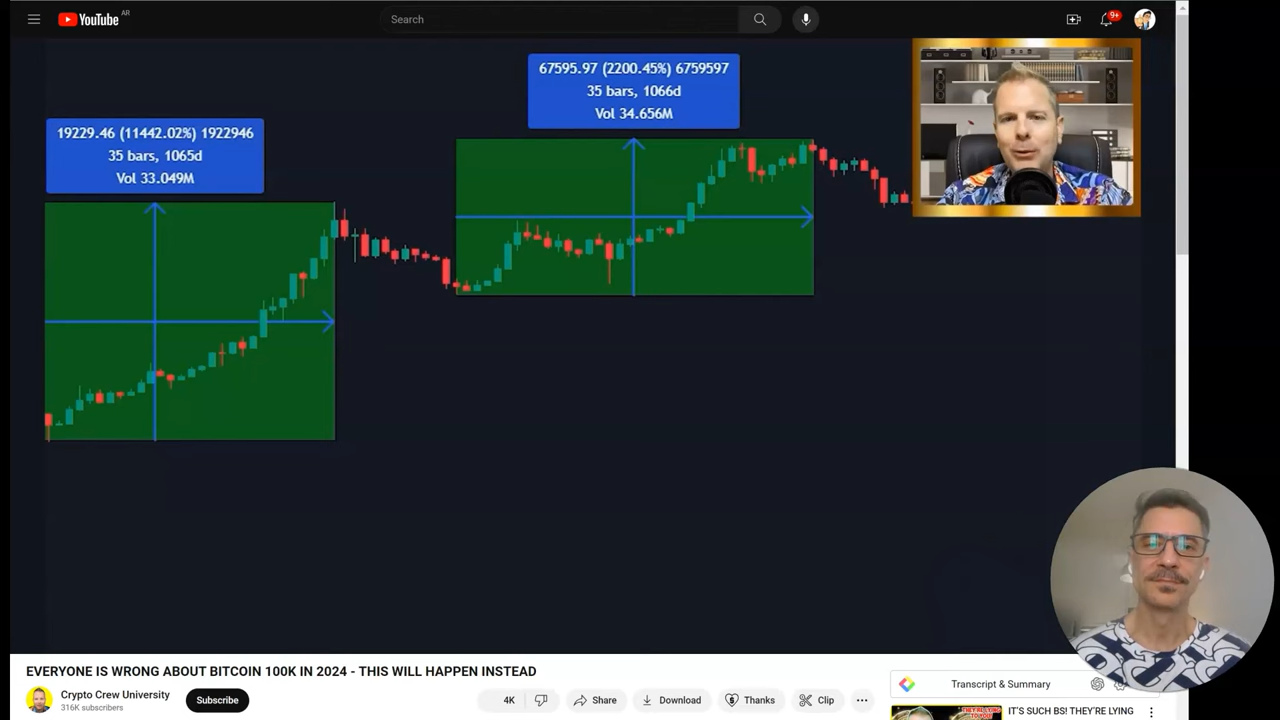 YouTube
AR
Search
9+
67595.97 (2200.45%) 6759597
35 bars, 1066d
Vol 34.656M
19229.46 (11442.02%) 1922946
35 bars, 1065d
Vol 33.049M
EVERYONE IS WRONG ABOUT BITCOIN 100K IN 2024 - THIS WILL HAPPEN INSTEAD
Crypto Crew University
316K subscribers
Subscribe
4K
Share
Download
Thanks
Clip
Transcript & Summary
IT'S SUCH BS! THEY'RE LYING